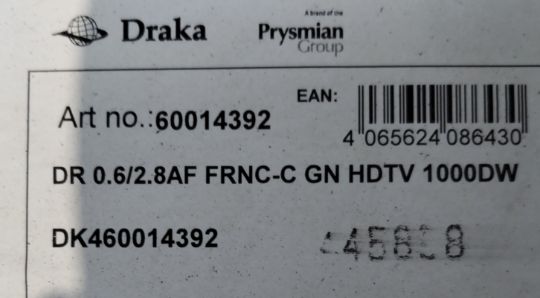 Draka
A brand of the
Prysmian
Group
EAN:
Art no.:60014392
4 065624 086430
DR 0.6/2.8AF FRNC-C GN HDTV 1000DW
DK460014392